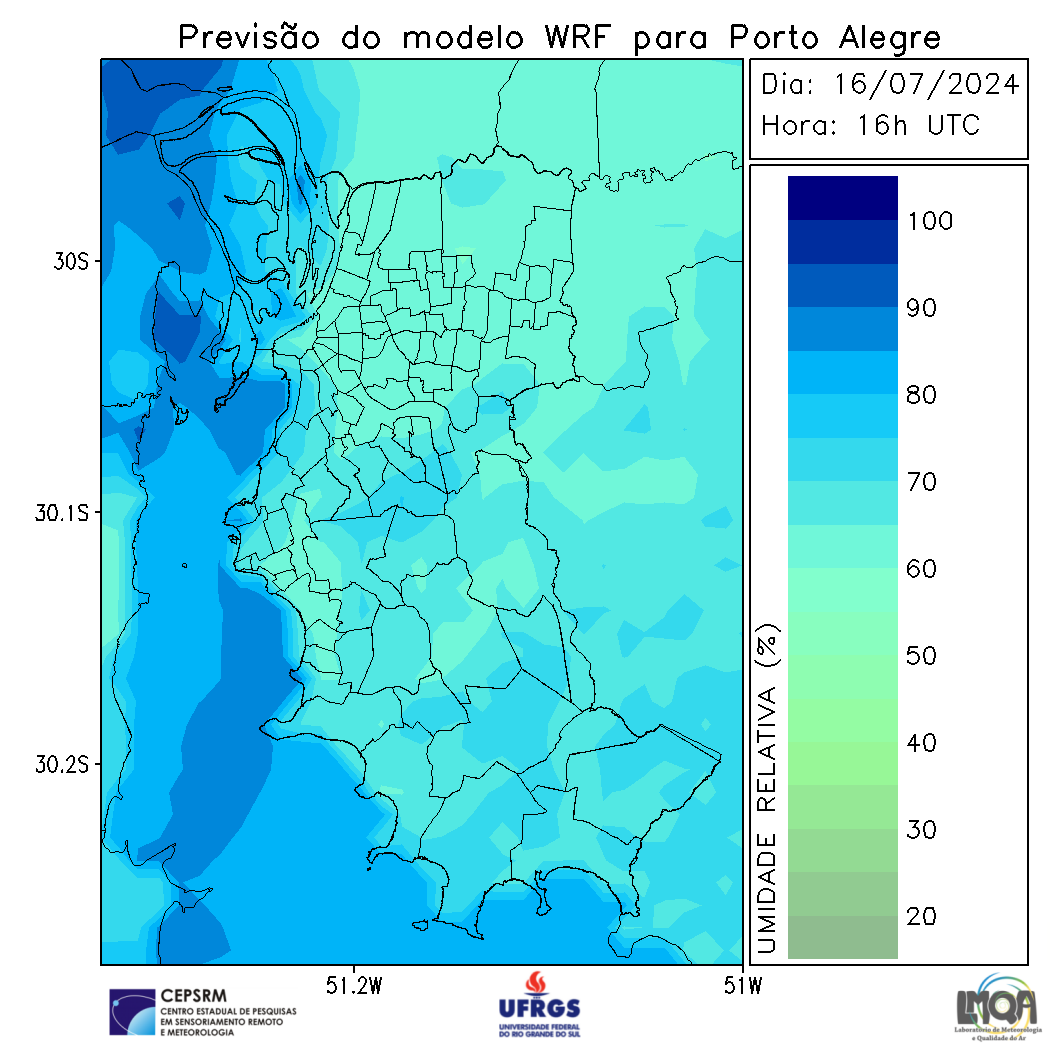 Previsão do modelo WRF para Porto Alegre
Dia: 16/07/2024
Hora: 16h UTC
100
90
80
70
60
50
40
30
20
UMIDADE RELATIVA (%)
30S
30.1S
30.2S
51.2W
51W
CEPSRM
CENTRO ESTADUAL DE PESQUISAS
EM SENSORIAMENTO REMOTO
E METEOROLOGIA
UFRGS
UNIVERSIDADE FEDERAL
DO RIO GRANDE DO SUL
LMQA
Laboratório de Meteorologia
e Qualidade do Ar